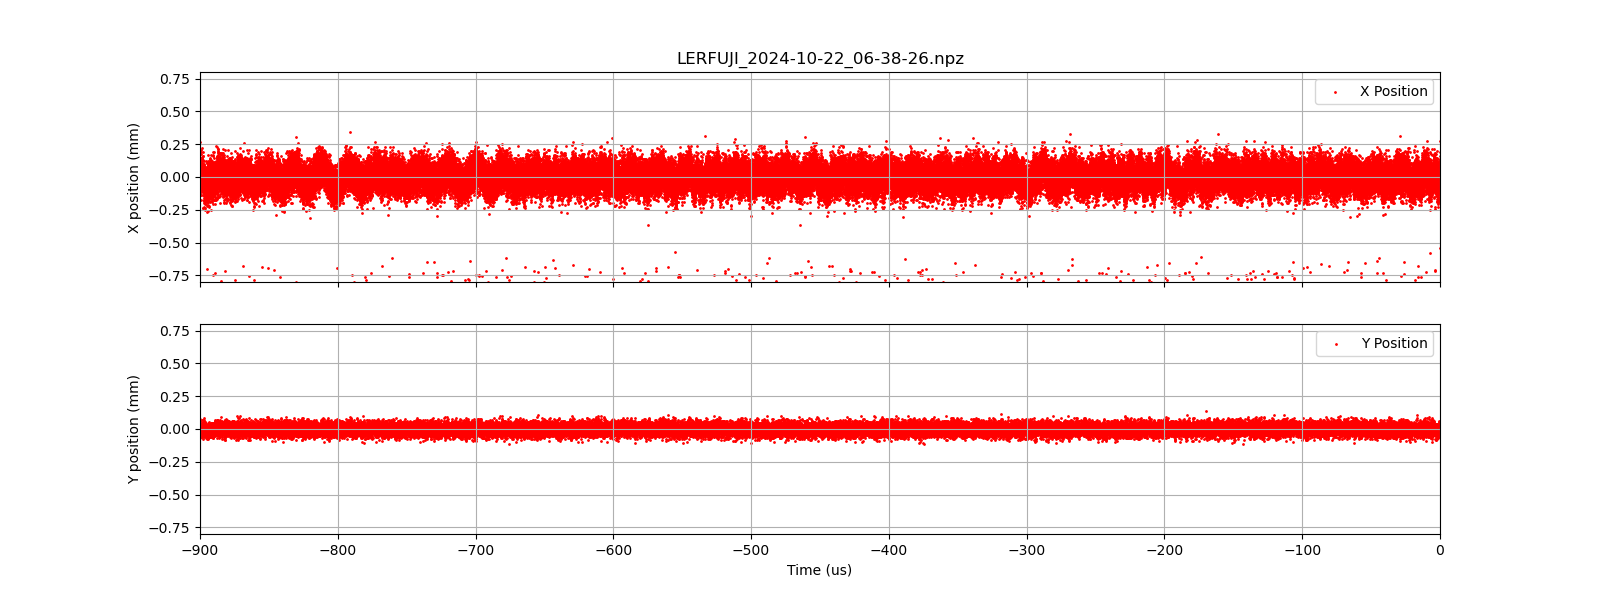 LERFUJI_2024-10-22_06-38-26.npz
X position (mm)
0.75
0.50
0.25
0.00
−0.25
−0.50
−0.75
X Position
Y position (mm)
0.75
0.50
0.25
0.00
−0.25
−0.50
−0.75
Y Position
−900 −800 −700 −600 −500 −400 −300 −200 −100 0
Time (us)